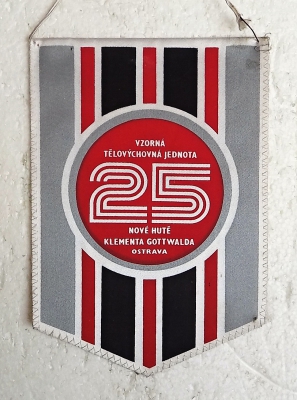 VZORNÁ
TĚLOVÝCHOVNÁ JEDNOTA
25
NOVÉ HUTĚ
KLEMENTA GOTTWALDA
OSTRAVA